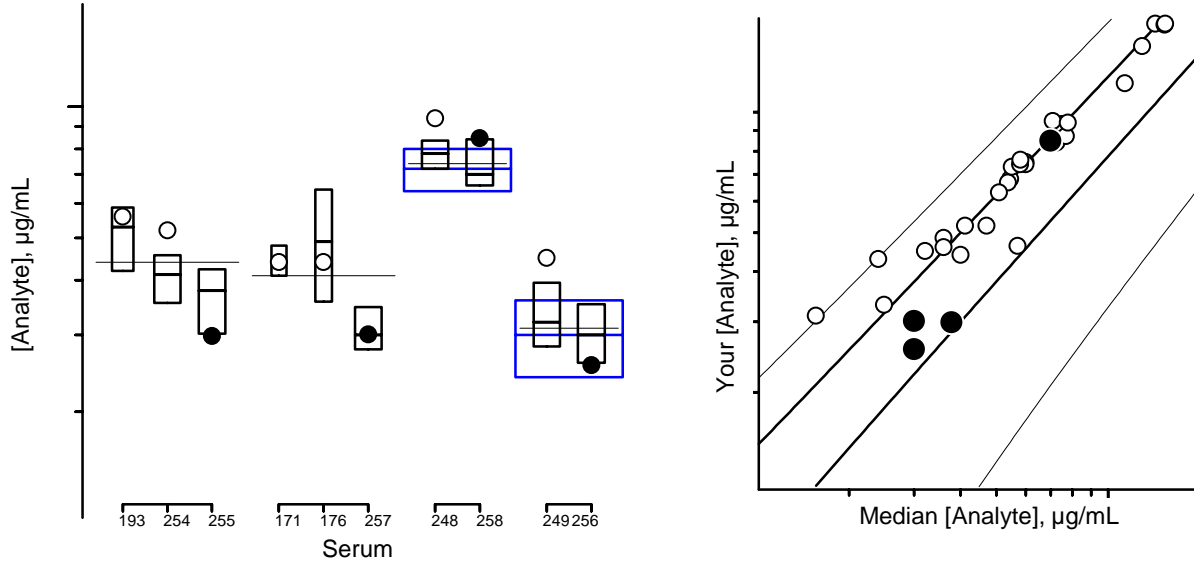 [Analyte], µg/mL
193 254 255 171 176 257 248 258 249 256
Serum
Your [Analyte], µg/mL
Median [Analyte], µg/mL